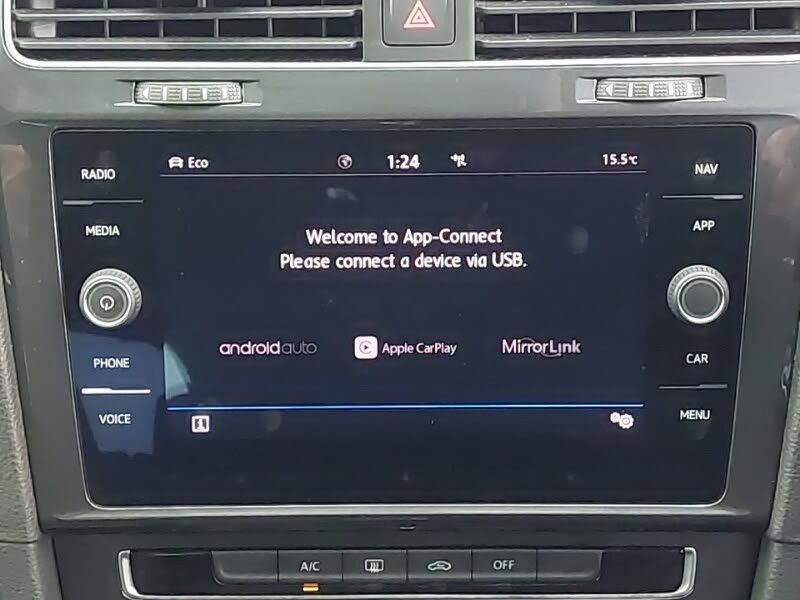 RADIO
MEDIA
PHONE
VOICE
Eco 1:24 15.5°C
Welcome to App-Connect
Please connect a device via USB.
androidauto Apple CarPlay MirrorLink
NAV
APP
CAR
MENU
A/C OFF